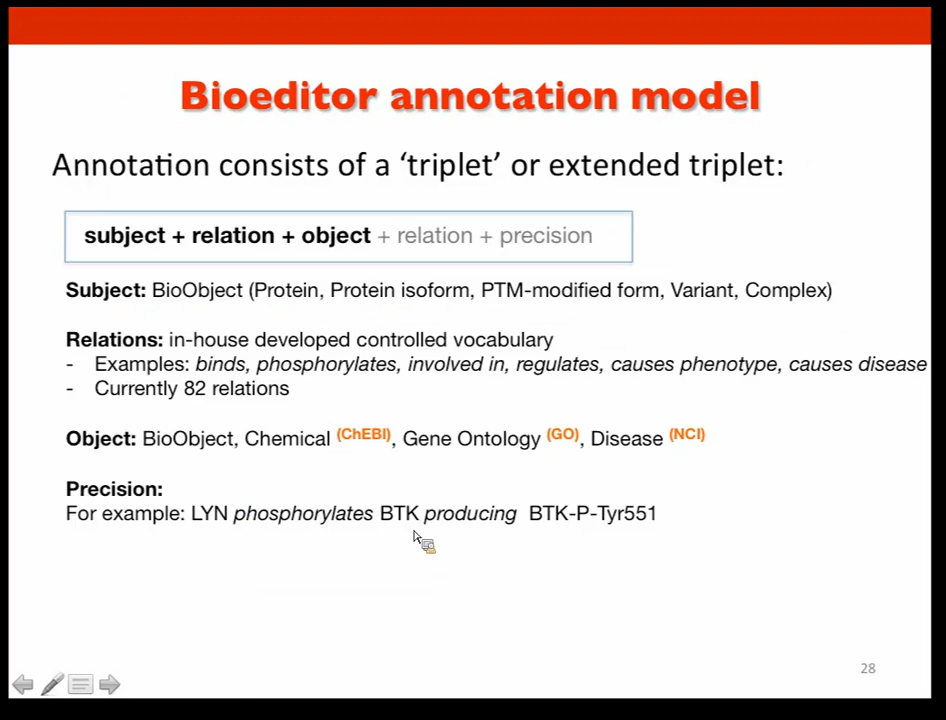 Bioeditor annotation model
Annotation consists of a ‘triplet’ or extended triplet:
subject + relation + object + relation + precision
Subject: BioObject (Protein, Protein isoform, PTM-modified form, Variant, Complex)
Relations: in-house developed controlled vocabulary
- Examples: binds, phosphorylates, involved in, regulates, causes phenotype, causes disease
- Currently 82 relations
Object: BioObject, Chemical (ChEBI), Gene Ontology (GO), Disease (NCI)
Precision:
For example: LYN phosphorylates BTK producing BTK-P-Tyr551
28